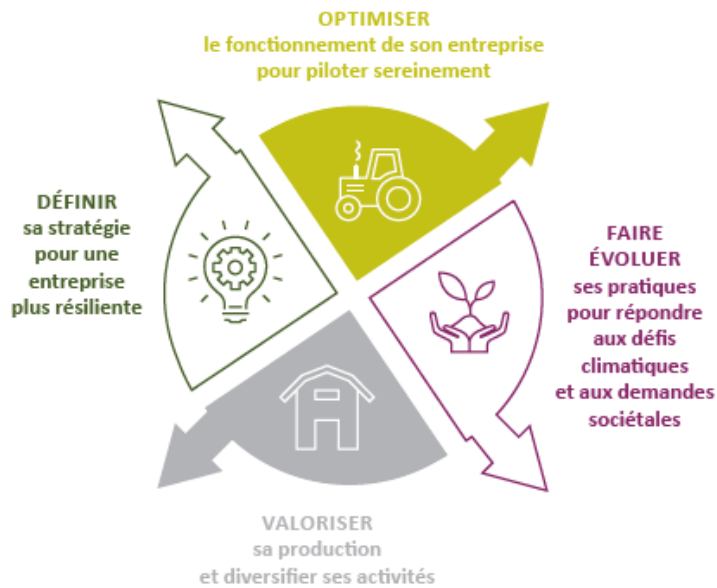 OPTIMISER
le fonctionnement de son entreprise
pour piloter sereinement
DÉFINIR
sa stratégie
pour une
entreprise
plus résiliente
FAIRE
ÉVOLUER
ses pratiques
pour répondre
aux défis
climatiques
et aux demandes
sociétales
VALORISER
sa production
et diversifier ses activités